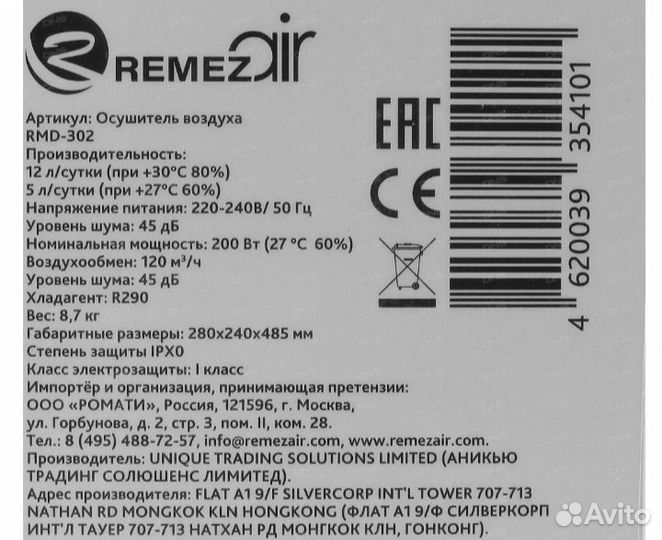 REMEZair
Артикул: Осушитель воздуха
RMD-302
Производительность:
12 л/сутки (при +30°C 80%)
5 л/сутки (при +27°C 60%)
Напряжение питания: 220-240В/ 50 Гц
Уровень шума: 45 дБ
Номинальная мощность: 200 Вт (27 °C 60%)
Воздухообмен: 120 м³/ч
Уровень шума: 45 дБ
Хладагент: R290
Вес: 8,7 кг
Габаритные размеры: 280x240x485 мм
Степень защиты IPX0
Класс электрозащиты: I класс
Импортёр и организация, принимающая претензии:
ООО «РОМАТИ», Россия, 121596, г. Москва,
ул. Горбунова, д. 2, стр. 3, пом. II, ком. 28.
Тел.: 8 (495) 488-72-57, info@remezair.com, www.remezair.com.
Производитель: UNIQUE TRADING SOLUTIONS LIMITED (АНИКЬЮ
ТРАДИНГ СОЛЮШЕНС ЛИМИТЕД).
Адрес производителя: FLAT A1 9/F SILVERCORP INT'L TOWER 707-713
NATHAN RD MONGKOK KLN HONGKONG (ФЛАТ А1 9/Ф СИЛВЕРКОРП
ИНТ'Л ТАУЕР 707-713 НАТХАН РД МОНГКОК КЛН, ГОНКОНГ).
EAC
CE
4 620039 354101
Avito